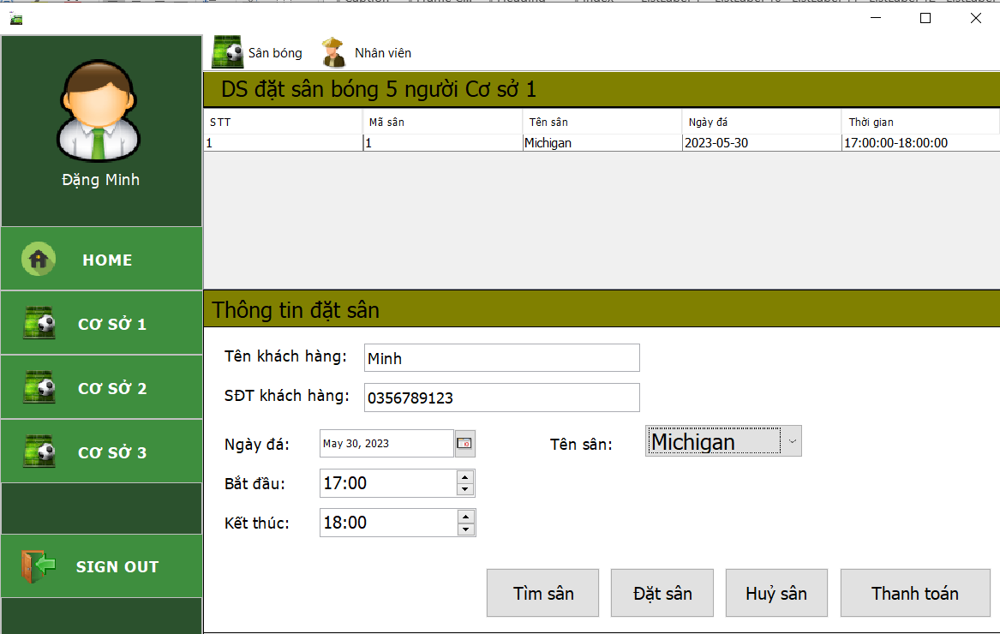 Sân bóng
Nhân viên
Đặng Minh
HOME
CƠ SỞ 1
CƠ SỞ 2
CƠ SỞ 3
SIGN OUT
DS đặt sân bóng 5 người Cơ sở 1
STT Mã sân Tên sân Ngày đá Thời gian
1 1 Michigan 2023-05-30 17:00:00-18:00:00
Thông tin đặt sân
Tên khách hàng: Minh
SĐT khách hàng: 0356789123
Ngày đá: May 30, 2023 Tên sân: Michigan
Bắt đầu: 17:00
Kết thúc: 18:00
Tìm sân Đặt sân Huỷ sân Thanh toán